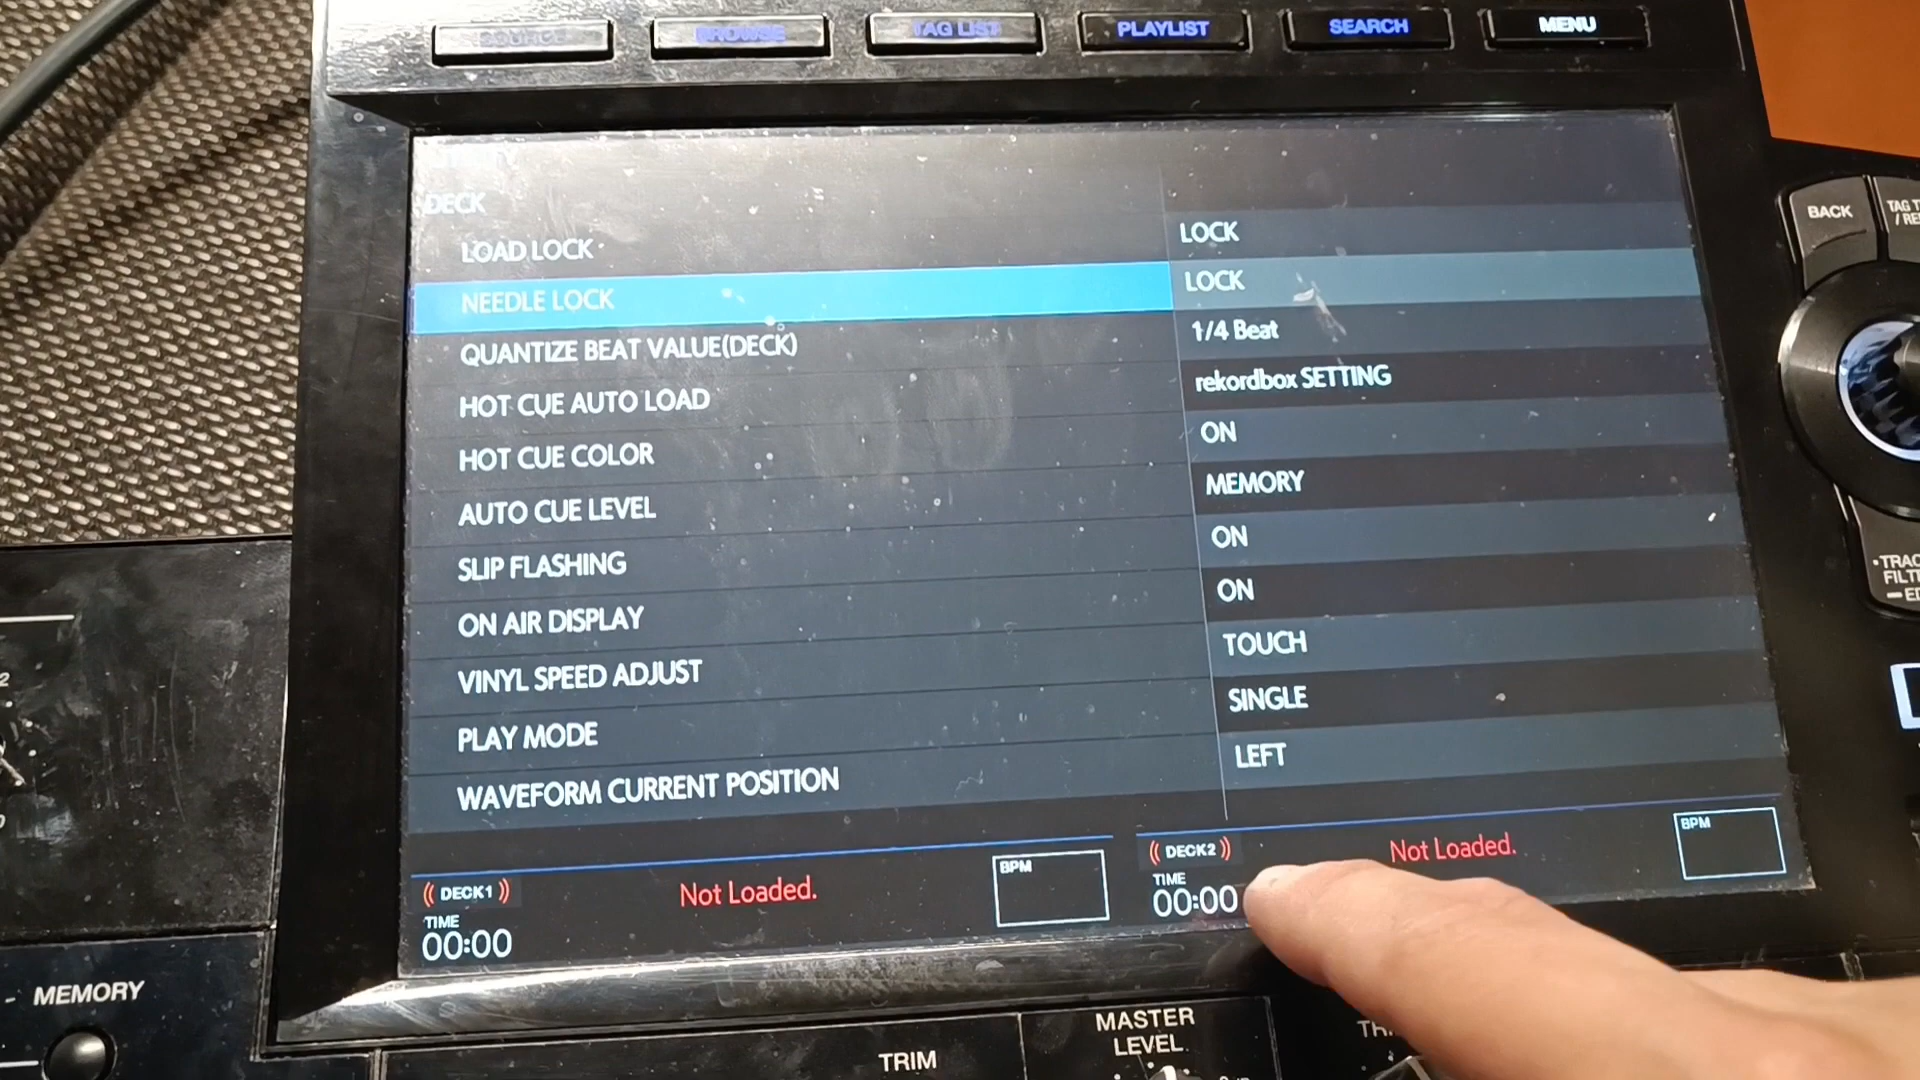 BROWSE
TAG LIST
PLAYLIST
SEARCH
MENU
DECK
LOAD LOCK LOCK
NEEDLE LOCK LOCK
QUANTIZE BEAT VALUE(DECK) 1/4 Beat
HOT CUE AUTO LOAD rekordbox SETTING
HOT CUE COLOR ON
AUTO CUE LEVEL MEMORY
SLIP FLASHING ON
ON AIR DISPLAY ON
VINYL SPEED ADJUST TOUCH
PLAY MODE SINGLE
WAVEFORM CURRENT POSITION LEFT
DECK1
Not Loaded.
BPM
TIME
00:00
DECK2
Not Loaded.
BPM
TIME
00:00
BACK
MEMORY
TRIM
MASTER
LEVEL